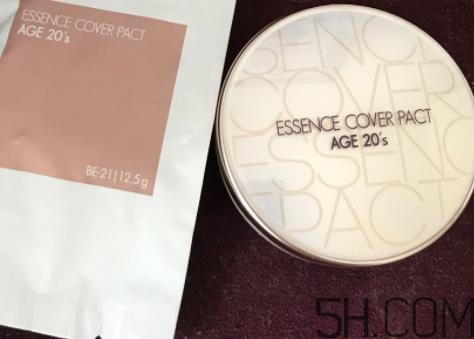 ESSENCE COVER PACT
AGE 20's
BE-21 | 12.5g
ESSENCE
COVER
ESSENCE
PACT
ESSENCE COVER PACT
AGE 20's
5H.COM